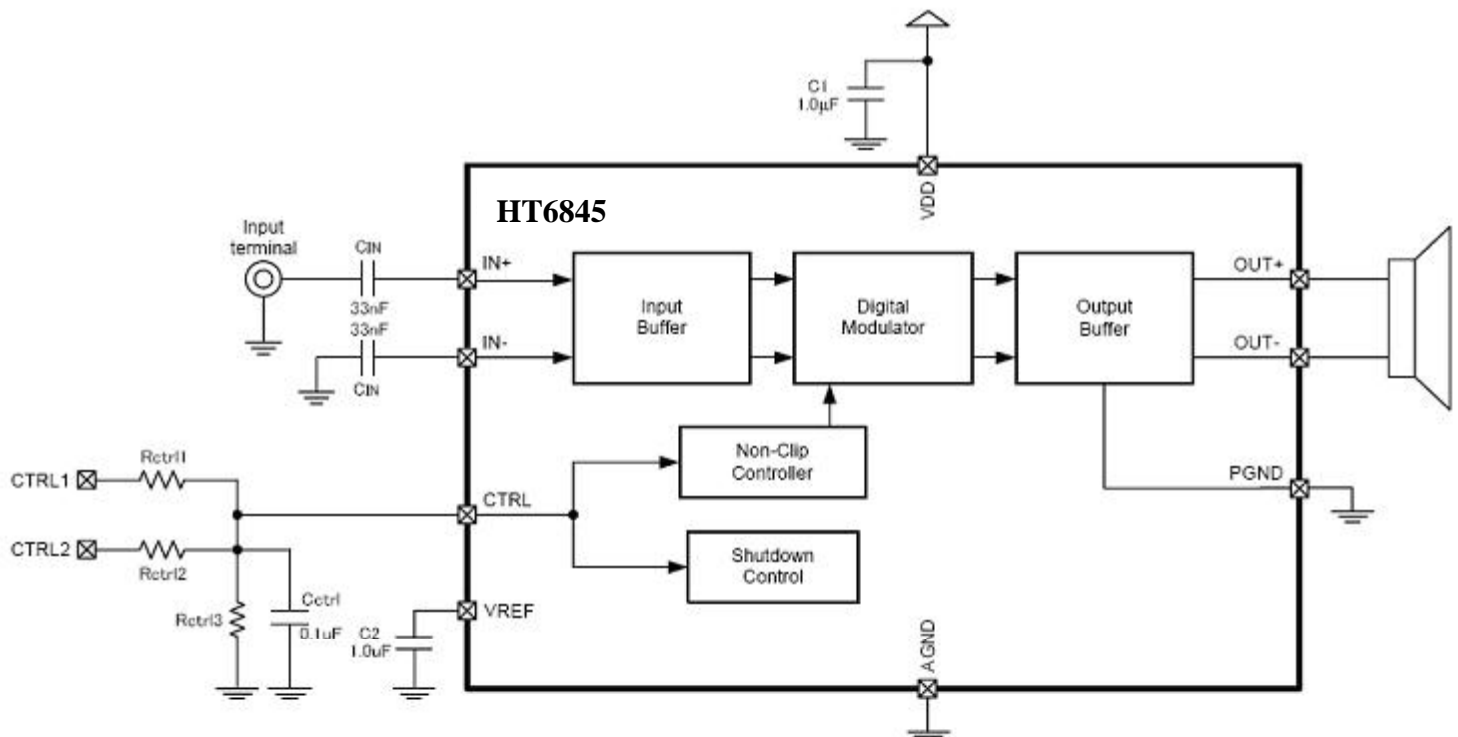 C1
1.0μF
VDD
HT6845
Input
terminal
CIN
33nF
33nF
CIN
IN+
IN-
Input
Buffer
Digital
Modulator
Output
Buffer
OUT+
OUT-
Non-Clip
Controller
PGND
CTRL1
Rctrl1
CTRL
CTRL2
Rctrl2
Shutdown
Control
Rctrl3
Cctrl
0.1uF
C2
1.0uF
VREF
AGND